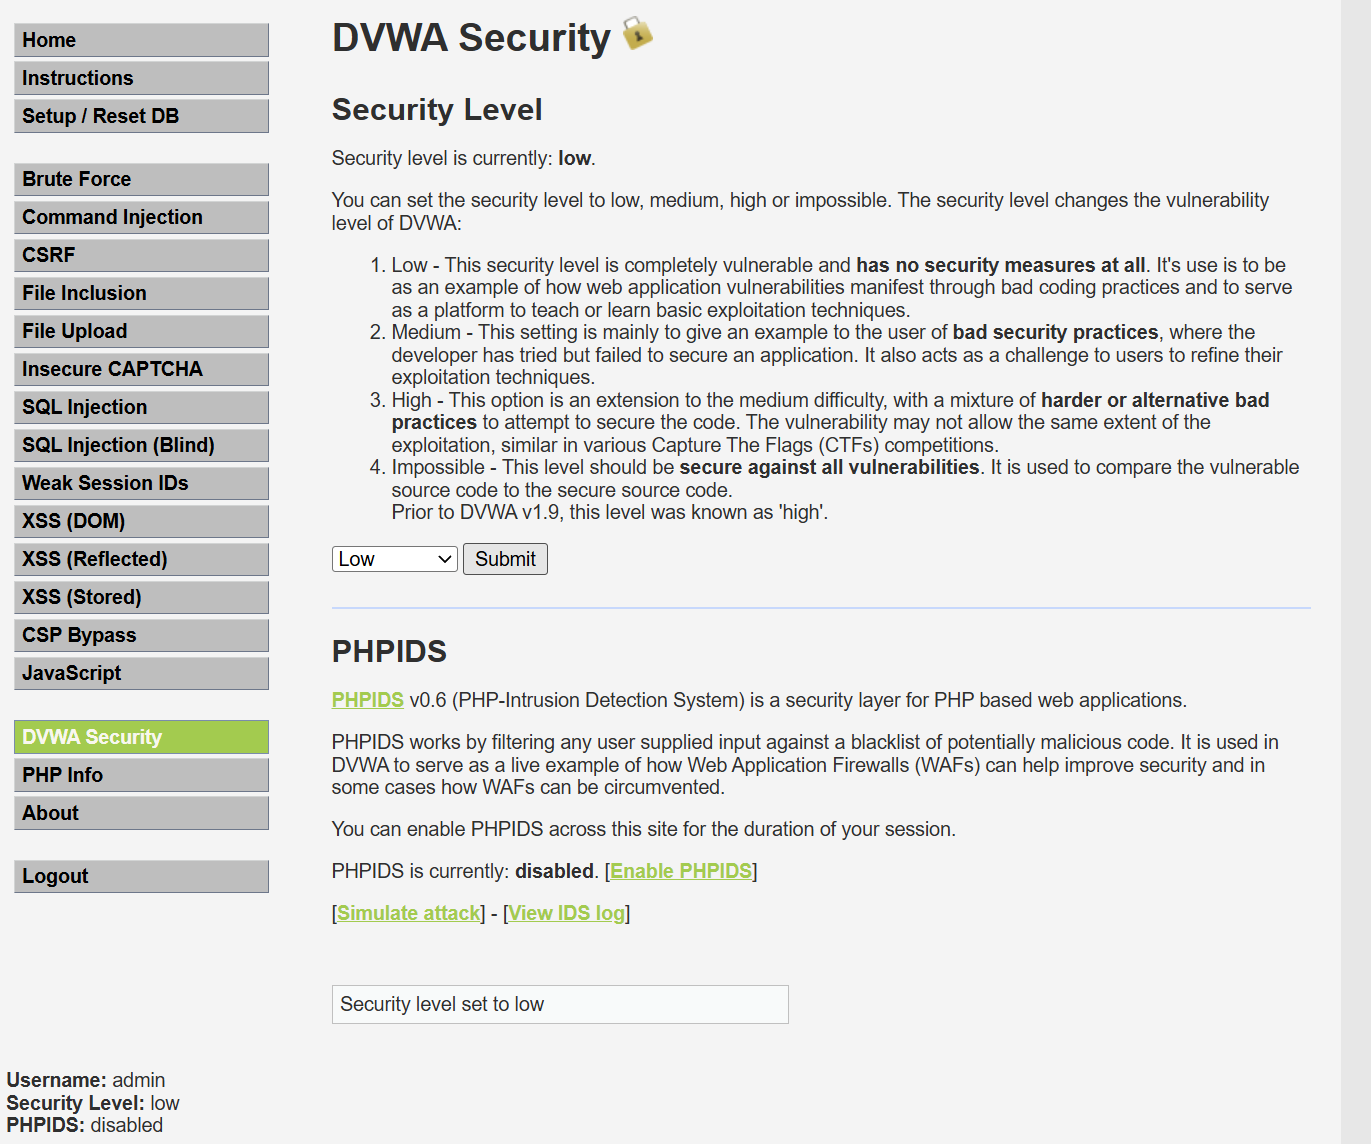 Home
Instructions
Setup / Reset DB
Brute Force
Command Injection
CSRF
File Inclusion
File Upload
Insecure CAPTCHA
SQL Injection
SQL Injection (Blind)
Weak Session IDs
XSS (DOM)
XSS (Reflected)
XSS (Stored)
CSP Bypass
JavaScript
DVWA Security
PHP Info
About
Logout
DVWA Security
Security Level
Security level is currently: low.
You can set the security level to low, medium, high or impossible. The security level changes the vulnerability
level of DVWA:
1. Low - This security level is completely vulnerable and has no security measures at all. It's use is to be
as an example of how web application vulnerabilities manifest through bad coding practices and to serve
as a platform to teach or learn basic exploitation techniques.
2. Medium - This setting is mainly to give an example to the user of bad security practices, where the
developer has tried but failed to secure an application. It also acts as a challenge to users to refine their
exploitation techniques.
3. High - This option is an extension to the medium difficulty, with a mixture of harder or alternative bad
practices to attempt to secure the code. The vulnerability may not allow the same extent of the
exploitation, similar in various Capture The Flags (CTFs) competitions.
4. Impossible - This level should be secure against all vulnerabilities. It is used to compare the vulnerable
source code to the secure source code.
Prior to DVWA v1.9, this level was known as 'high'.
Low Submit
PHPIDS
PHPIDS v0.6 (PHP-Intrusion Detection System) is a security layer for PHP based web applications.
PHPIDS works by filtering any user supplied input against a blacklist of potentially malicious code. It is used in
DVWA to serve as a live example of how Web Application Firewalls (WAFs) can help improve security and in
some cases how WAFs can be circumvented.
You can enable PHPIDS across this site for the duration of your session.
PHPIDS is currently: disabled. [Enable PHPIDS]
[Simulate attack] - [View IDS log]
Security level set to low
Username: admin
Security Level: low
PHPIDS: disabled